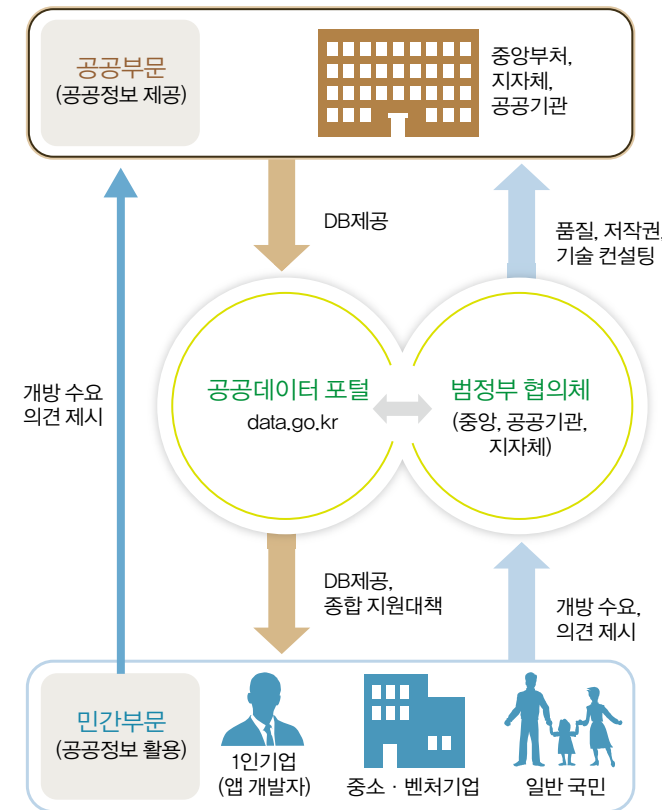 공공부문
(공공정보 제공)
중앙부처,
지자체,
공공기관
DB제공
품질, 저작권,
기술 컨설팅
개방 수요
의견 제시
공공데이터 포털
data.go.kr
범정부 협의체
(중앙, 공공기관,
지자체)
DB제공,
종합 지원대책
개방 수요,
의견 제시
민간부문
(공공정보 활용)
1인기업
(앱 개발자)
중소 · 벤처기업
일반 국민